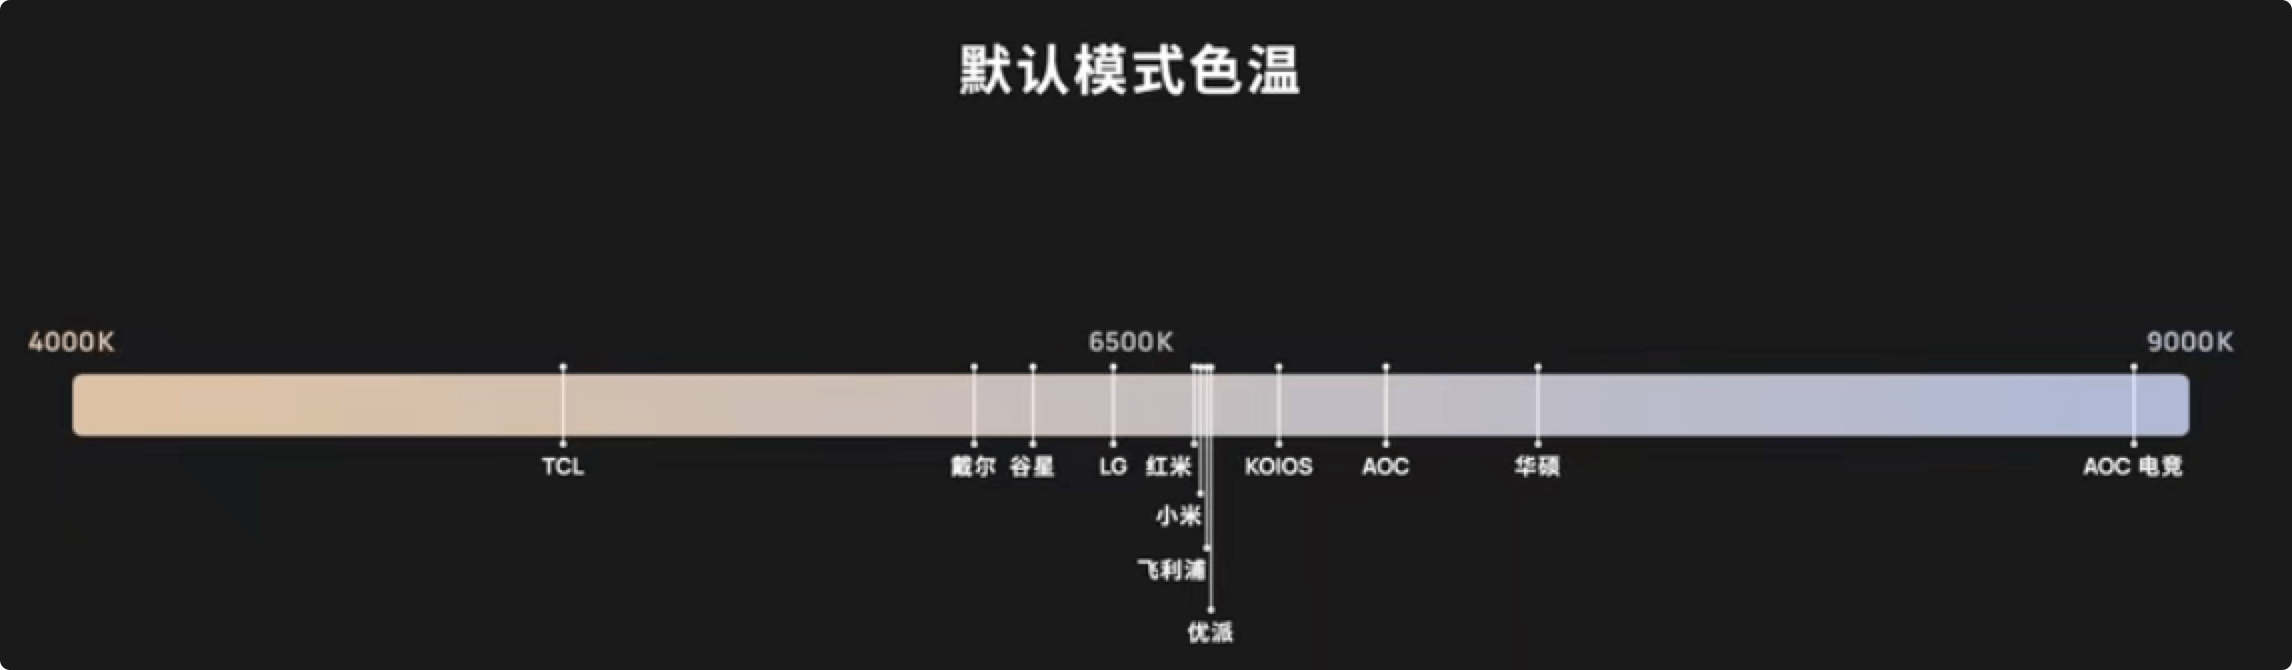 默认模式色温
4000K 6500K 9000K
TCL 戴尔 谷星 LG 红米 KOIOS AOC 华硕 AOC 电竞
小米
飞利浦
优派